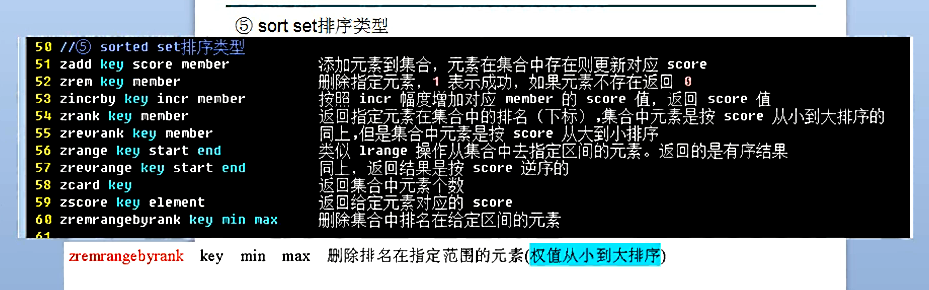 ⑤ sort set排序类型
50 //⑤ sorted set排序类型
51 zadd key score member 添加元素到集合，元素在集合中存在则更新对应 score
52 zrem key member 删除指定元素，1 表示成功，如果元素不存在返回 0
53 zincrby key incr member 按照 incr 幅度增加对应 member 的 score 值，返回 score 值
54 zrank key member 返回指定元素在集合中的排名（下标）,集合中元素是按 score 从小到大排序的
55 zrevrank key member 同上,但是集合中元素是按 score 从大到小排序
56 zrange key start end 类似 lrange 操作从集合中去指定区间的元素。返回的是有序结果
57 zrevrange key start end 同上，返回结果是按 score 逆序的
58 zcard key 返回集合中元素个数
59 zscore key element 返回给定元素对应的 score
60 zremrangebyrank key min max 删除集合中排名在给定区间的元素
61
zremrangebyrank key min max 删除排名在指定范围的元素(权值从小到大排序)